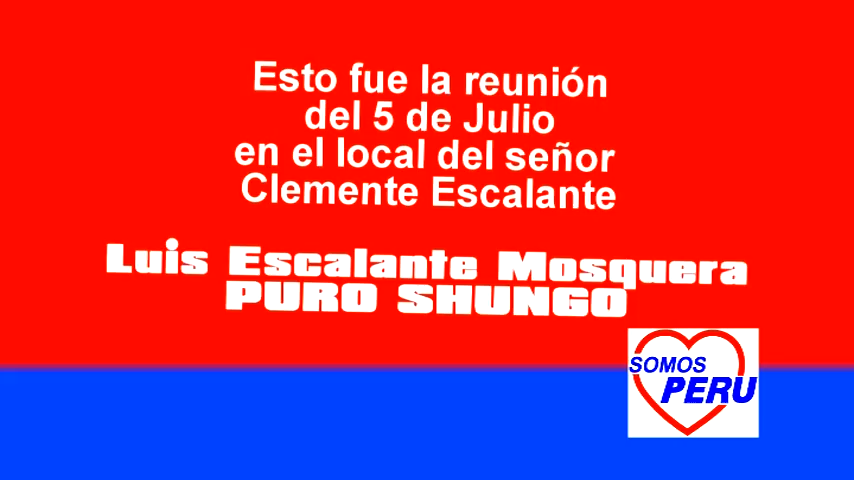 Esto fue la reunión
del 5 de Julio
en el local del señor
Clemente Escalante
Luis Escalante Mosquera
PURO SHUNGO
SOMOS
PERU